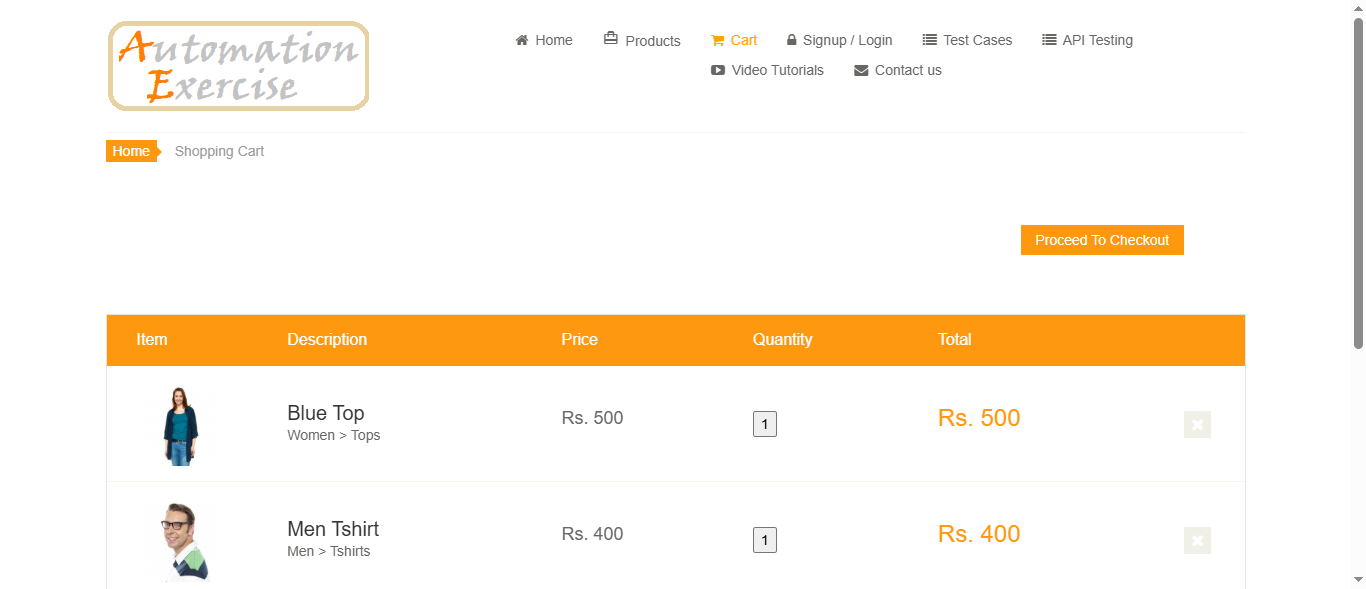 Automation
Exercise
Home Products Cart Signup / Login Test Cases API Testing
Video Tutorials Contact us
Home Shopping Cart
Proceed To Checkout
Item Description Price Quantity Total
Blue Top
Women > Tops
Rs. 500 1 Rs. 500
Men Tshirt
Men > Tshirts
Rs. 400 1 Rs. 400